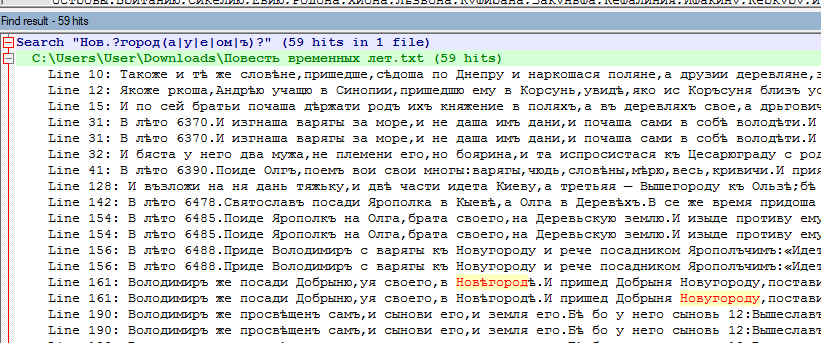 Find result - 59 hits
Search "Нов.?город(а|у|е|ом|ъ)?" (59 hits in 1 file)
C:\Users\User\Downloads\Повесть временных лет.txt (59 hits)
Line 10: Такоже и тѣ же словѣне,пришедше,сѣдоша по Днепру и наркошася поляне,а друзии деревляне,з
Line 12: Якоже ркоша,Андрѣю учащю в Синопии,пришедшю ему в Корсунь,увидѣ,яко ис Коръсуня близъ ус
Line 15: И по сей братьи почаша дѣржати родъ ихъ княжение в поляхъ,а въ деревляхъ свое,а дрьгович
Line 31: В лѣто 6370.И изгнаша варягы за море,и не даша имъ дани,и почаша сами в собѣ володѣти.И
Line 31: В лѣто 6370.И изгнаша варягы за море,и не даша имъ дани,и почаша сами в собѣ володѣти.И
Line 32: И бяста у него два мужа,не племени его,но боярина,и та испросистася къ Цесарюграду с род
Line 41: В лѣто 6390.Поиде Олгъ,поемъ вои свои многы:варягы,чюдь,словѣны,мѣрю,весь,кривичи.И при
Line 128: И възложи на ня дань тяжьку,и двѣ части идета Киеву,а третьяя — Вышегороду къОльзѣ;бѣ
Line 142: В лѣто 6478.Святославъ посади Ярополка в Кыевѣ,а Олга в Деревѣхъ.В се же время придоша
Line 154: В лѣто 6485.Поиде Ярополкъ на Олга,брата своего,на Деревьскую землю.И изыде противу ему
Line 154: В лѣто 6485.Поиде Ярополкъ на Олга,брата своего,на Деревьскую землю.И изыде противу ему
Line 156: В лѣто 6488.Приде Володимиръ с варягы къ Новугороду и рече посадником Ярополъчимъ:«Идет
Line 156: В лѣто 6488.Приде Володимиръ с варягы къ Новугороду и рече посадником Ярополъчимъ:«Идет
Line 161: Володимиръ же посади Добрыню,уя своего,в Новѣгородѣ.И пришед Добрыня Новугороду,постави
Line 161: Володимиръ же посади Добрыню,уя своего,в Новѣгородѣ.И пришед Добрыня Новугороду,постави
Line 190: Володимиръ же просвѣщенъ самъ,и сынови его,и земля его.Бѣ бо у него сыновь 12:Вышеславъ
Line 190: Володимиръ же просвѣщенъ самъ,и сынови его,и земля его.Бѣ бо у него сыновь 12:Вышеславъ